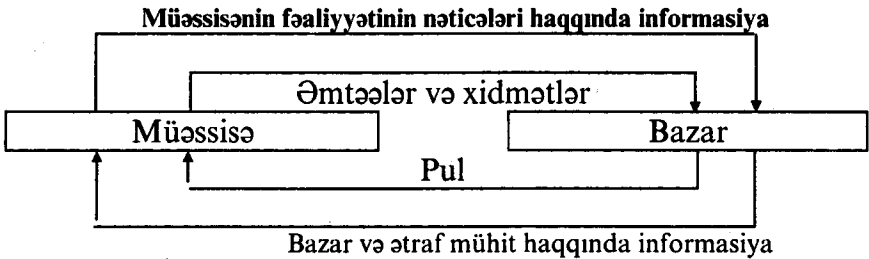 Müəssisənin fəaliyyətinin nəticələri haqqında informasiya
Əmtəələr və xidmətlər
Müəssisə
Bazar
Pul
Bazar və ətraf mühit haqqında informasiya